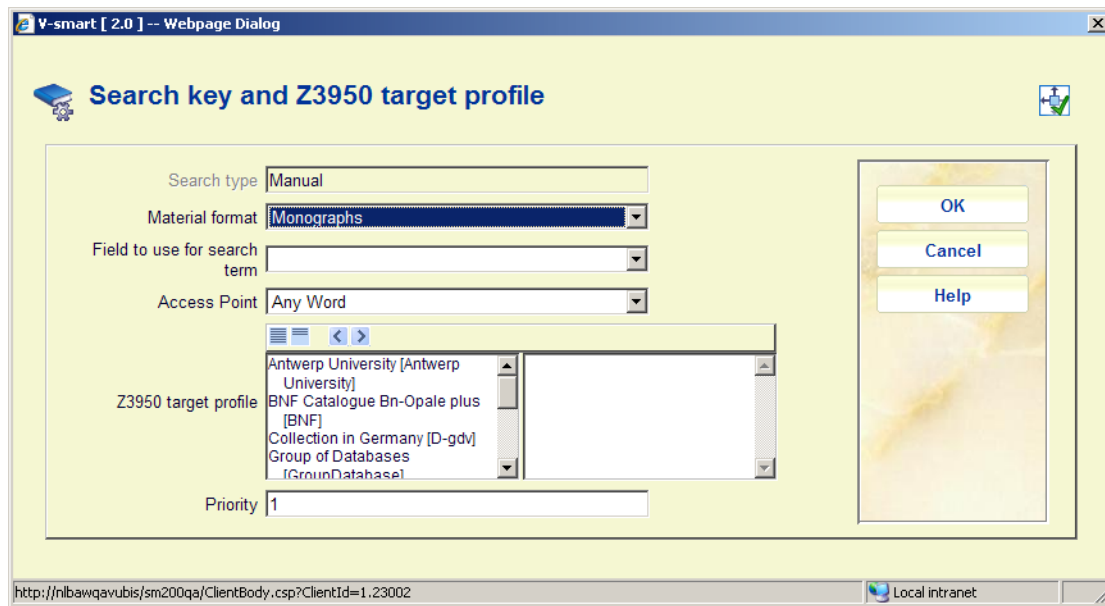 V-smart [ 2.0 ] -- Webpage Dialog
Search key and Z3950 target profile
Search type Manual
Material format Monographs
Field to use for search
term
Access Point Any Word
Antwerp University [Antwerp
University]
BNF Catalogue Bn-Opale plus
[BNF]
Collection in Germany [D-gdv]
Group of Databases
[GroupDatabase]
Z3950 target profile
Priority 1
OK
Cancel
Help
http://nlbawqavubis/sm200qa/ClientBody.csp?ClientId=1.23002
Local intranet